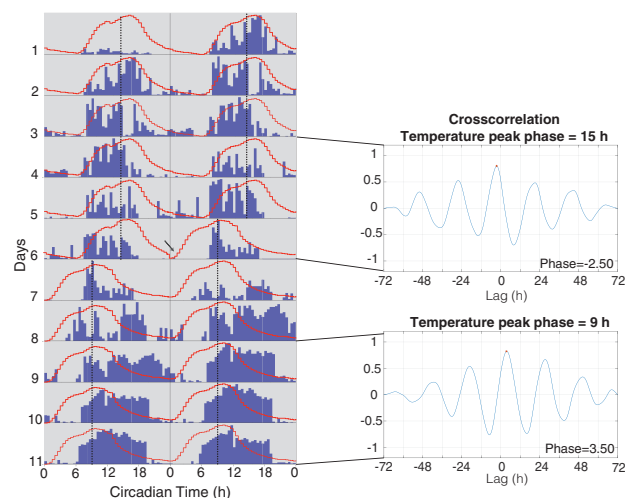 1
2
3
4
5
6
7
8
9
10
11
Days
0 6 12 18 0 6 12 18 0
Circadian Time (h)
Crosscorrelation
Temperature peak phase = 15 h
1
0.5
0
-0.5
-1
Phase=-2.50
-72 -48 -24 0 24 48 72
Lag (h)
Temperature peak phase = 9 h
1
0.5
0
-0.5
-1
Phase=3.50
-72 -48 -24 0 24 48 72
Lag (h)